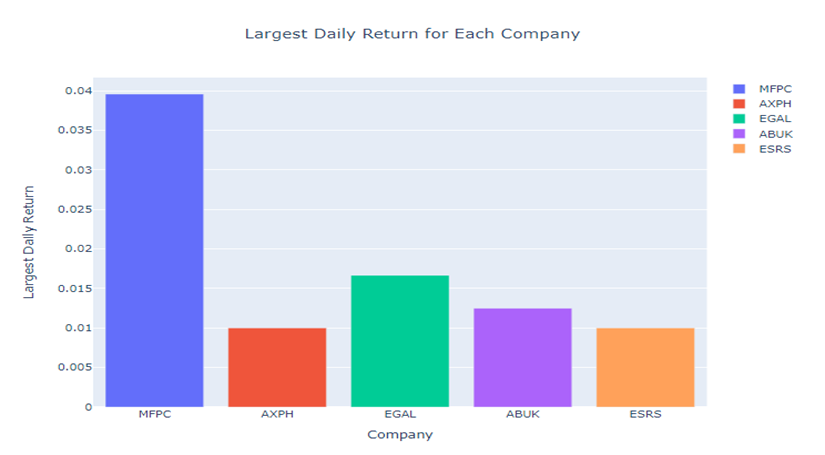 Largest Daily Return for Each Company
Largest Daily Return
0.04
0.035
0.03
0.025
0.02
0.015
0.01
0.005
0
MFPC
AXPH
EGAL
ABUK
ESRS
Company
MFPC
AXPH
EGAL
ABUK
ESRS